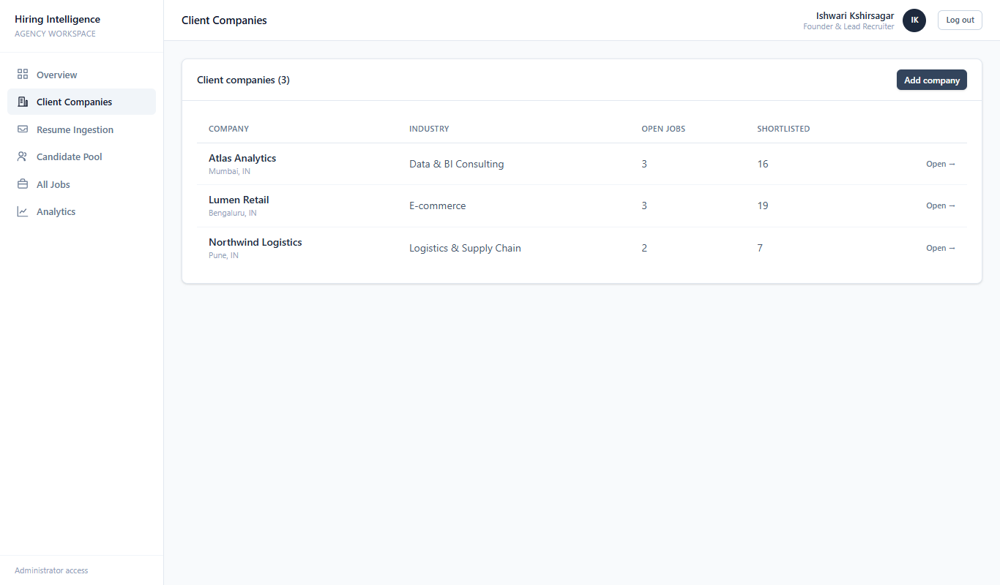 Hiring Intelligence
AGENCY WORKSPACE
Overview
Client Companies
Resume Ingestion
Candidate Pool
All Jobs
Analytics
Administrator access
Client Companies
Ishwari Kshirsagar
Founder & Lead Recruiter
IK
Log out
Client companies (3)
Add company
COMPANY INDUSTRY OPEN JOBS SHORTLISTED
Atlas Analytics
Mumbai, IN
Data & BI Consulting 3 16 Open →
Lumen Retail
Bengaluru, IN
E-commerce 3 19 Open →
Northwind Logistics
Pune, IN
Logistics & Supply Chain 2 7 Open →